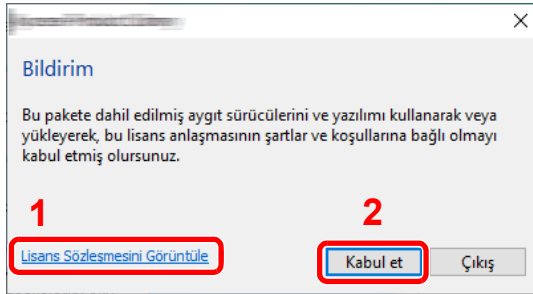 Bildirim
Bu pakete dahil edilmiş aygıt sürücülerini ve yazılımı kullanarak veya
yükleyerek, bu lisans anlaşmasının şartlar ve koşullarına bağlı olmayı
kabul etmiş olursunuz.
1
2
Lisans Sözleşmesini Görüntüle
Kabul et
Çıkış